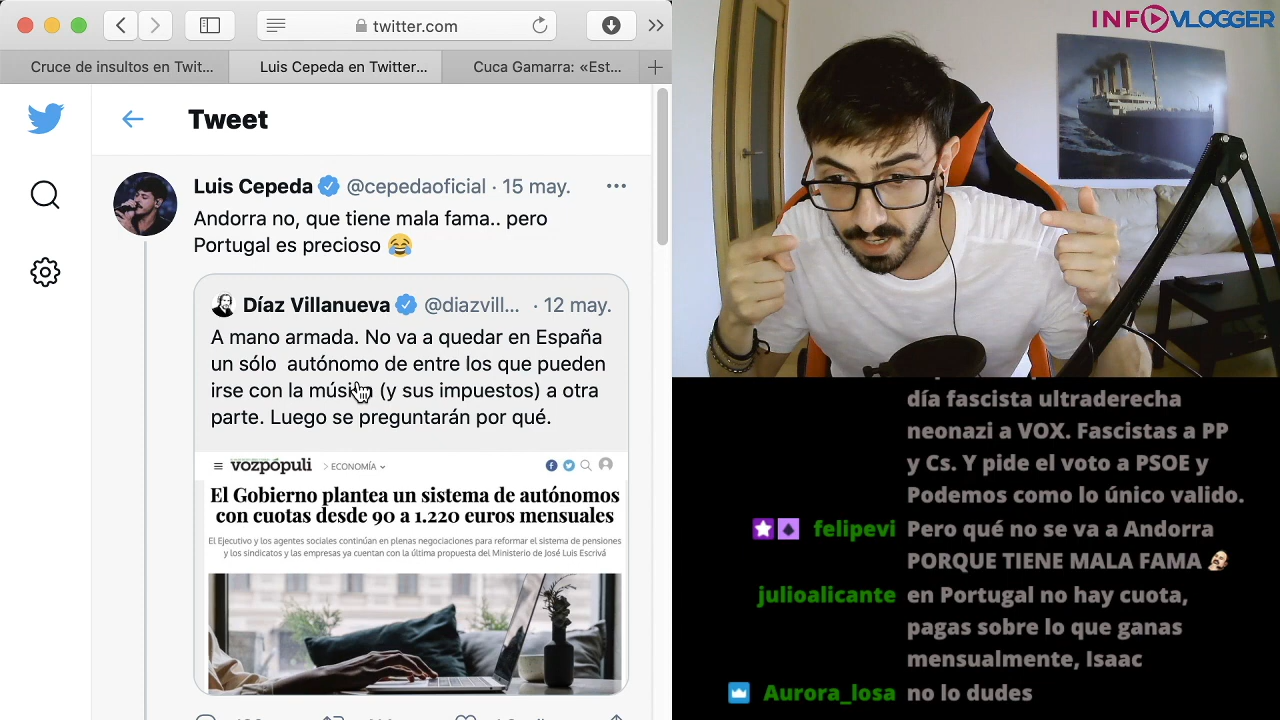 twitter.com
Cruce de insultos en Twit...
Luis Cepeda en Twitter...
Cuca Gamarra: «Est...
Tweet
Luis Cepeda @cepedaoficial · 15 may.
Andorra no, que tiene mala fama.. pero
Portugal es precioso 😂
Díaz Villanueva @diazvill... · 12 may.
A mano armada. No va a quedar en España
un sólo autónomo de entre los que pueden
irse con la música (y sus impuestos) a otra
parte. Luego se preguntarán por qué.
vozpópuli > ECONOMÍA
El Gobierno plantea un sistema de autónomos
con cuotas desde 90 a 1.220 euros mensuales
El Ejecutivo y los agentes sociales continúan en plenas negociaciones para reformar el sistema de pensiones
y los sindicatos y las empresas ya cuentan con la última propuesta del Ministerio de José Luis Escrivá
INFOVLOGGER
día fascista ultraderecha
neonazi a VOX. Fascistas a PP
y Cs. Y pide el voto a PSOE y
Podemos como lo único valido.
felipevi Pero qué no se va a Andorra
PORQUE TIENE MALA FAMA
julioalicante en Portugal no hay cuota,
pagas sobre lo que ganas
mensualmente, Isaac
Aurora_losa no lo dudes